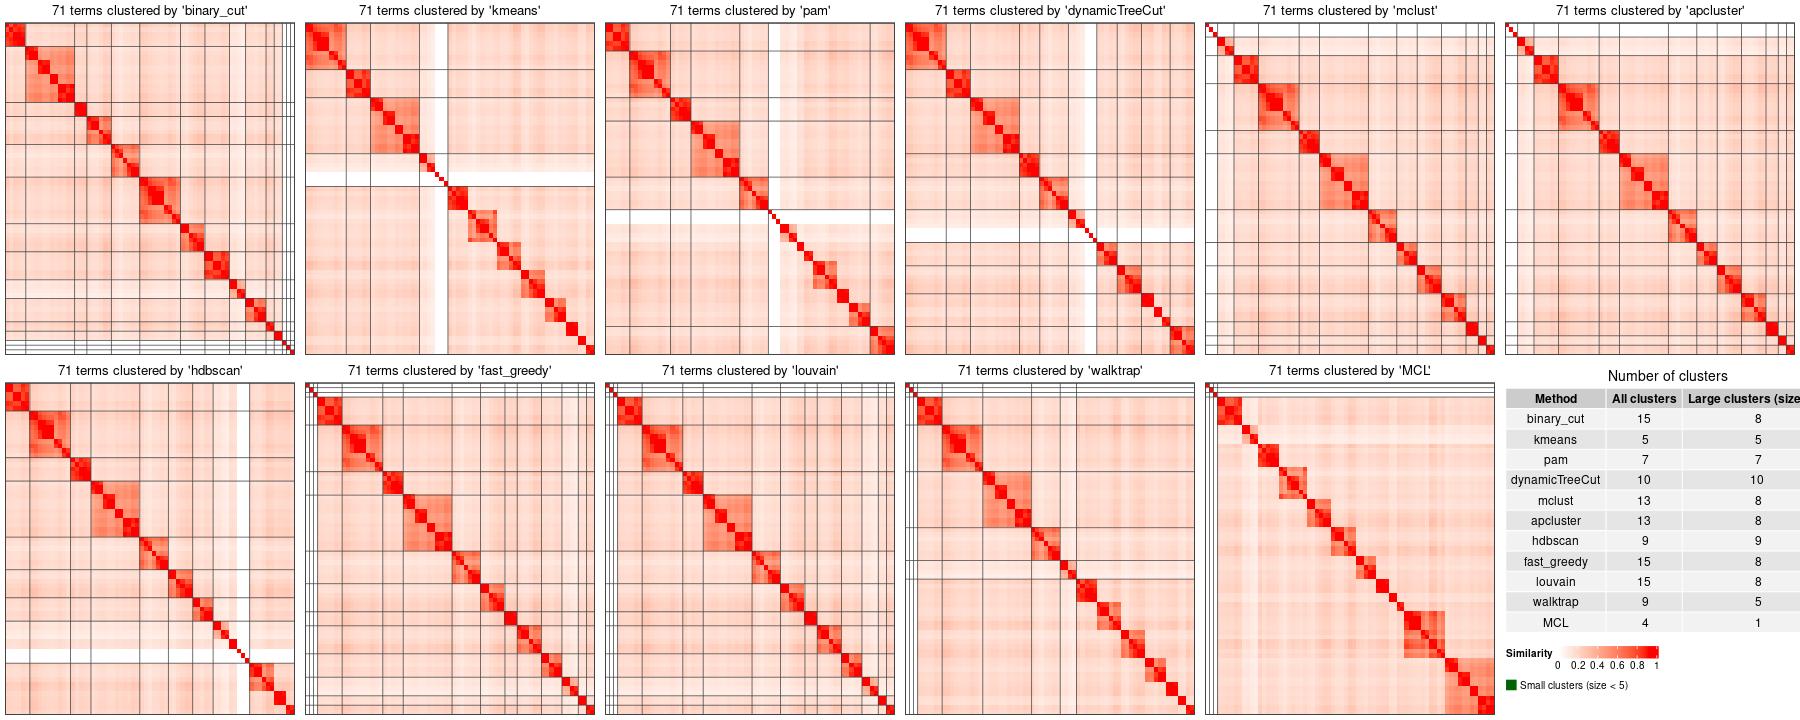 71 terms clustered by 'binary_cut'
71 terms clustered by 'kmeans'
71 terms clustered by 'pam'
71 terms clustered by 'dynamicTreeCut'
71 terms clustered by 'mclust'
71 terms clustered by 'apcluster'
71 terms clustered by 'hdbscan'
71 terms clustered by 'fast_greedy'
71 terms clustered by 'louvain'
71 terms clustered by 'walktrap'
71 terms clustered by 'MCL'
Number of clusters
Method All clusters Large clusters (size
binary_cut 15 8
kmeans 5 5
pam 7 7
dynamicTreeCut 10 10
mclust 13 8
apcluster 13 8
hdbscan 9 9
fast_greedy 15 8
louvain 15 8
walktrap 9 5
MCL 4 1
Similarity
0 0.2 0.4 0.6 0.8 1
Small clusters (size < 5)